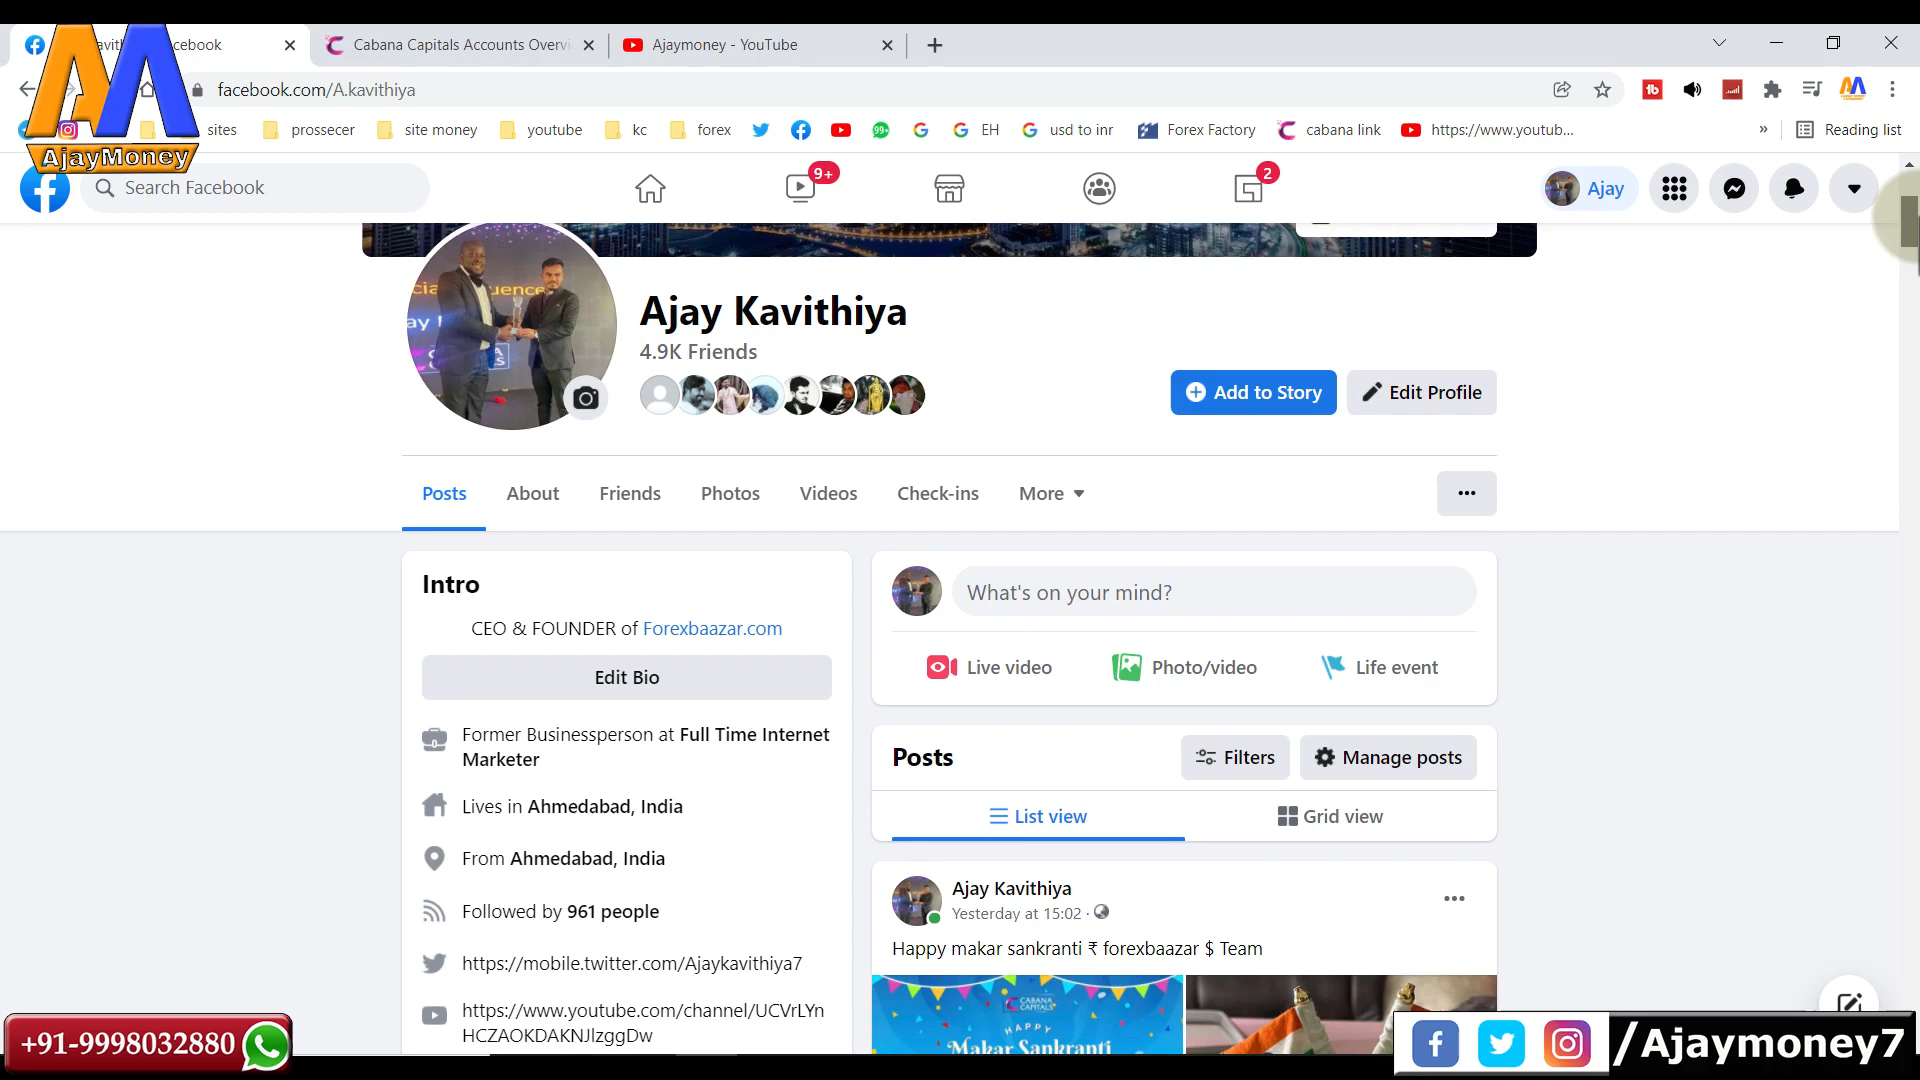 Facebook
Cabana Capitals Accounts Overvi
Ajaymoney - YouTube
facebook.com/A.kavithiya
sites
prossecer
site money
youtube
kc
forex
99+
EH
usd to inr
Forex Factory
cabana link
https://www.youtub...
»
Reading list
AjayMoney
Search Facebook
9+
2
Ajay
Ajay Kavithiya
4.9K Friends
Add to Story
Edit Profile
Posts
About
Friends
Photos
Videos
Check-ins
More
Intro
CEO & FOUNDER of Forexbaazar.com
Edit Bio
Former Businessperson at Full Time Internet
Marketer
Lives in Ahmedabad, India
From Ahmedabad, India
Followed by 961 people
https://mobile.twitter.com/Ajaykavithiya7
https://www.youtube.com/channel/UCVrLYn
HCZAOKDAKNJlzggDw
What's on your mind?
Live video
Photo/video
Life event
Posts
Filters
Manage posts
List view
Grid view
Ajay Kavithiya
Yesterday at 15:02 ·
Happy makar sankranti ₹ forexbaazar $ Team
CABANA
CAPITALS
HAPPY
Makar Sankranti
+91-9998032880
/Ajaymoney7